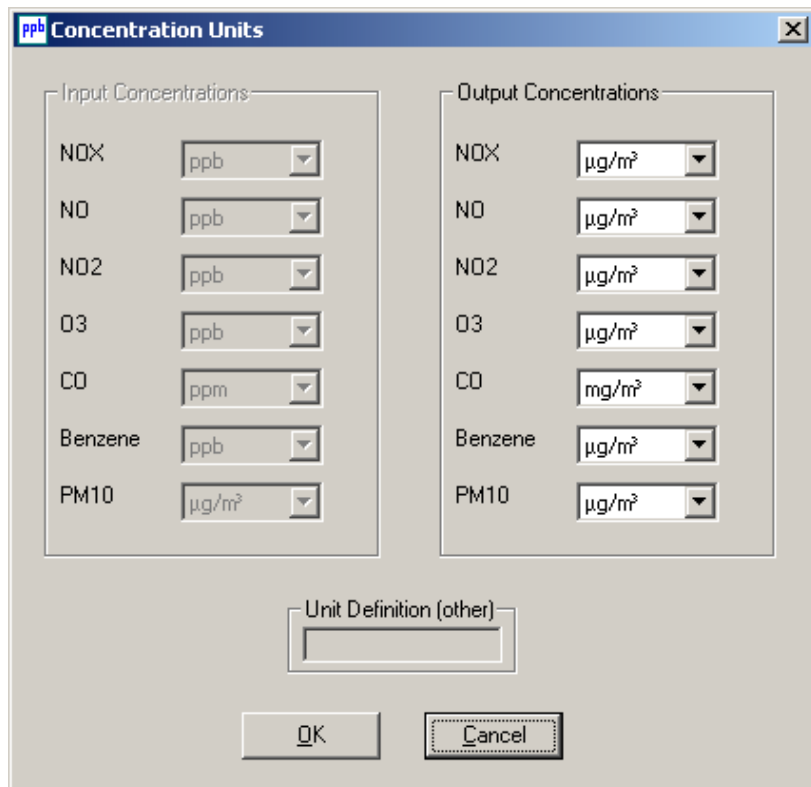 ppb Concentration Units
Input Concentrations
NOX ppb
NO ppb
NO2 ppb
O3 ppb
CO ppm
Benzene ppb
PM10 µg/m³
Output Concentrations
NOX µg/m³
NO µg/m³
NO2 µg/m³
O3 µg/m³
CO mg/m³
Benzene µg/m³
PM10 µg/m³
Unit Definition (other)
OK Cancel